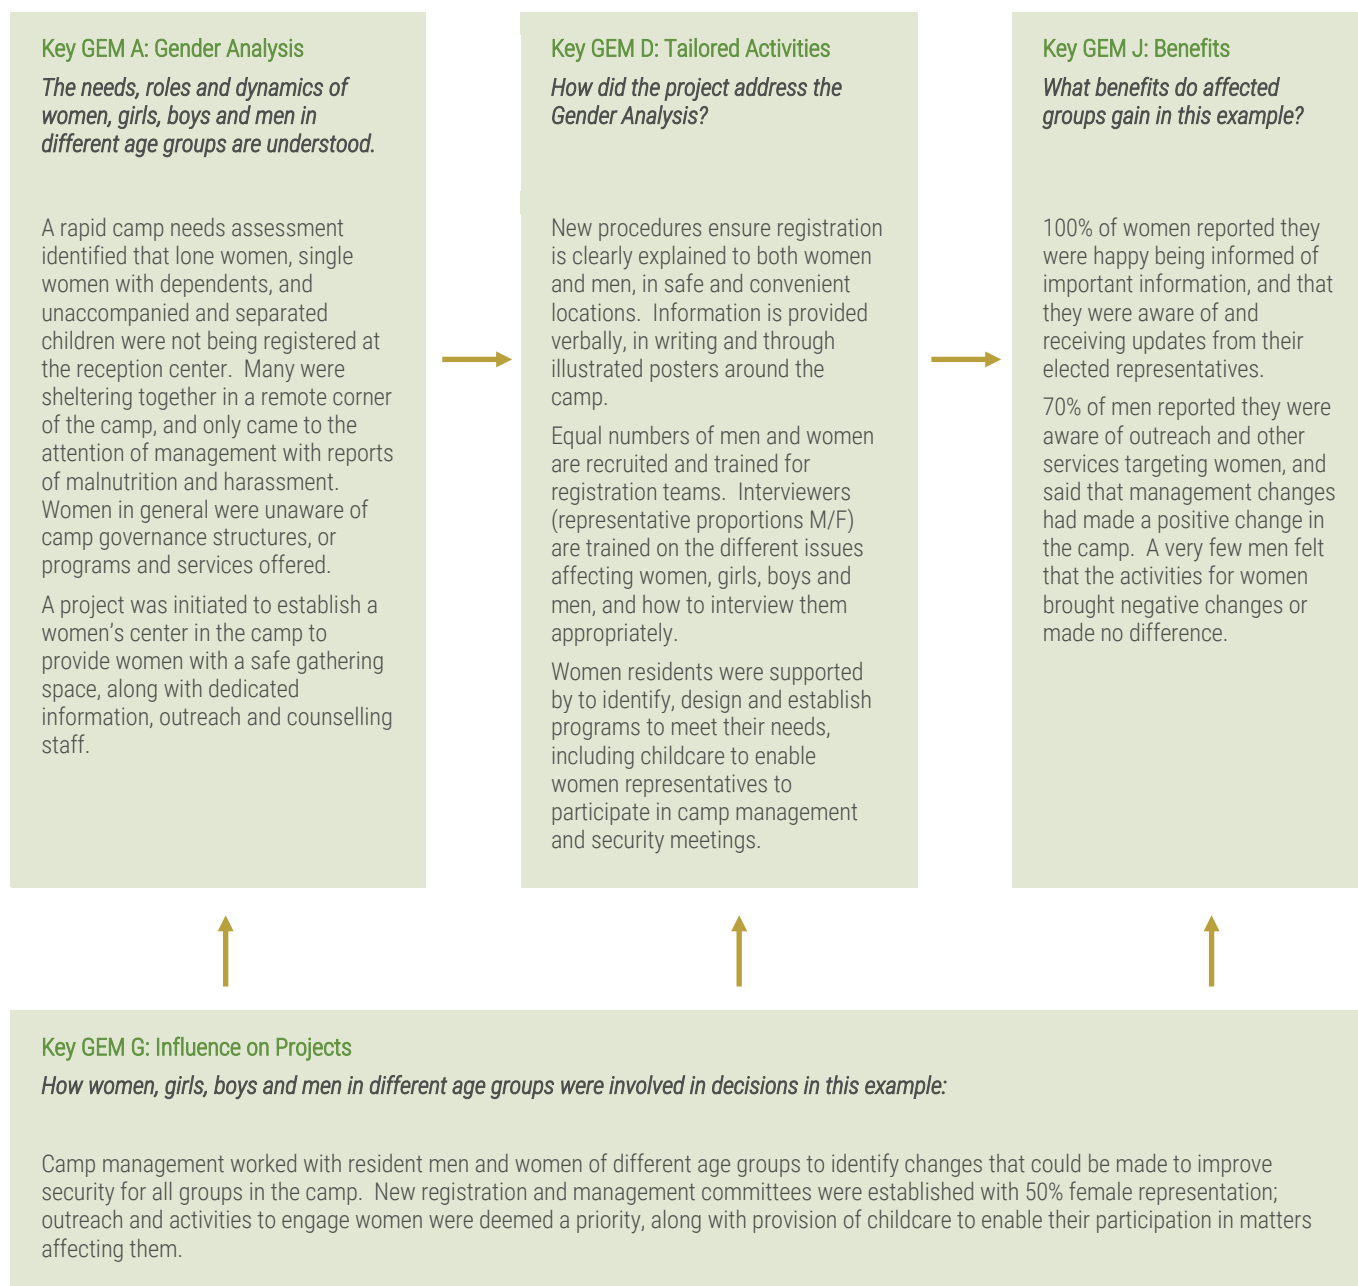 Key GEM A: Gender Analysis
The needs, roles and dynamics of
women, girls, boys and men in
different age groups are understood.
A rapid camp needs assessment
identified that lone women, single
women with dependents, and
unaccompanied and separated
children were not being registered at
the reception center.  Many were
sheltering together in a remote corner
of the camp, and only came to the
attention of management with reports
of malnutrition and harassment.
Women in general were unaware of
camp governance structures, or
programs and services offered.
A project was initiated to establish a
women's center in the camp to
provide women with a safe gathering
space, along with dedicated
information, outreach and counselling
staff.
Key GEM D: Tailored Activities
How did the project address the
Gender Analysis?
New procedures ensure registration
is clearly explained to both women
and men, in safe and convenient
locations.  Information is provided
verbally, in writing and through
illustrated posters around the
camp.
Equal numbers of men and women
are recruited and trained for
registration teams.  Interviewers
(representative proportions M/F)
are trained on the different issues
affecting women, girls, boys and
men, and how to interview them
appropriately.
Women residents were supported
by to identify, design and establish
programs to meet their needs,
including childcare to enable
women representatives to
participate in camp management
and security meetings.
Key GEM J: Benefits
What benefits do affected
groups gain in this example?
100% of women reported they
were happy being informed of
important information, and that
they were aware of and
receiving updates from their
elected representatives.
70% of men reported they were
aware of outreach and other
services targeting women, and
said that management changes
had made a positive change in
the camp.  A very few men felt
that the activities for women
brought negative changes or
made no difference.
Key GEM G: Influence on Projects
How women, girls, boys and men in different age groups were involved in decisions in this example:
Camp management worked with resident men and women of different age groups to identify changes that could be made to improve
security for all groups in the camp.  New registration and management committees were established with 50% female representation;
outreach and activities to engage women were deemed a priority, along with provision of childcare to enable their participation in matters
affecting them.